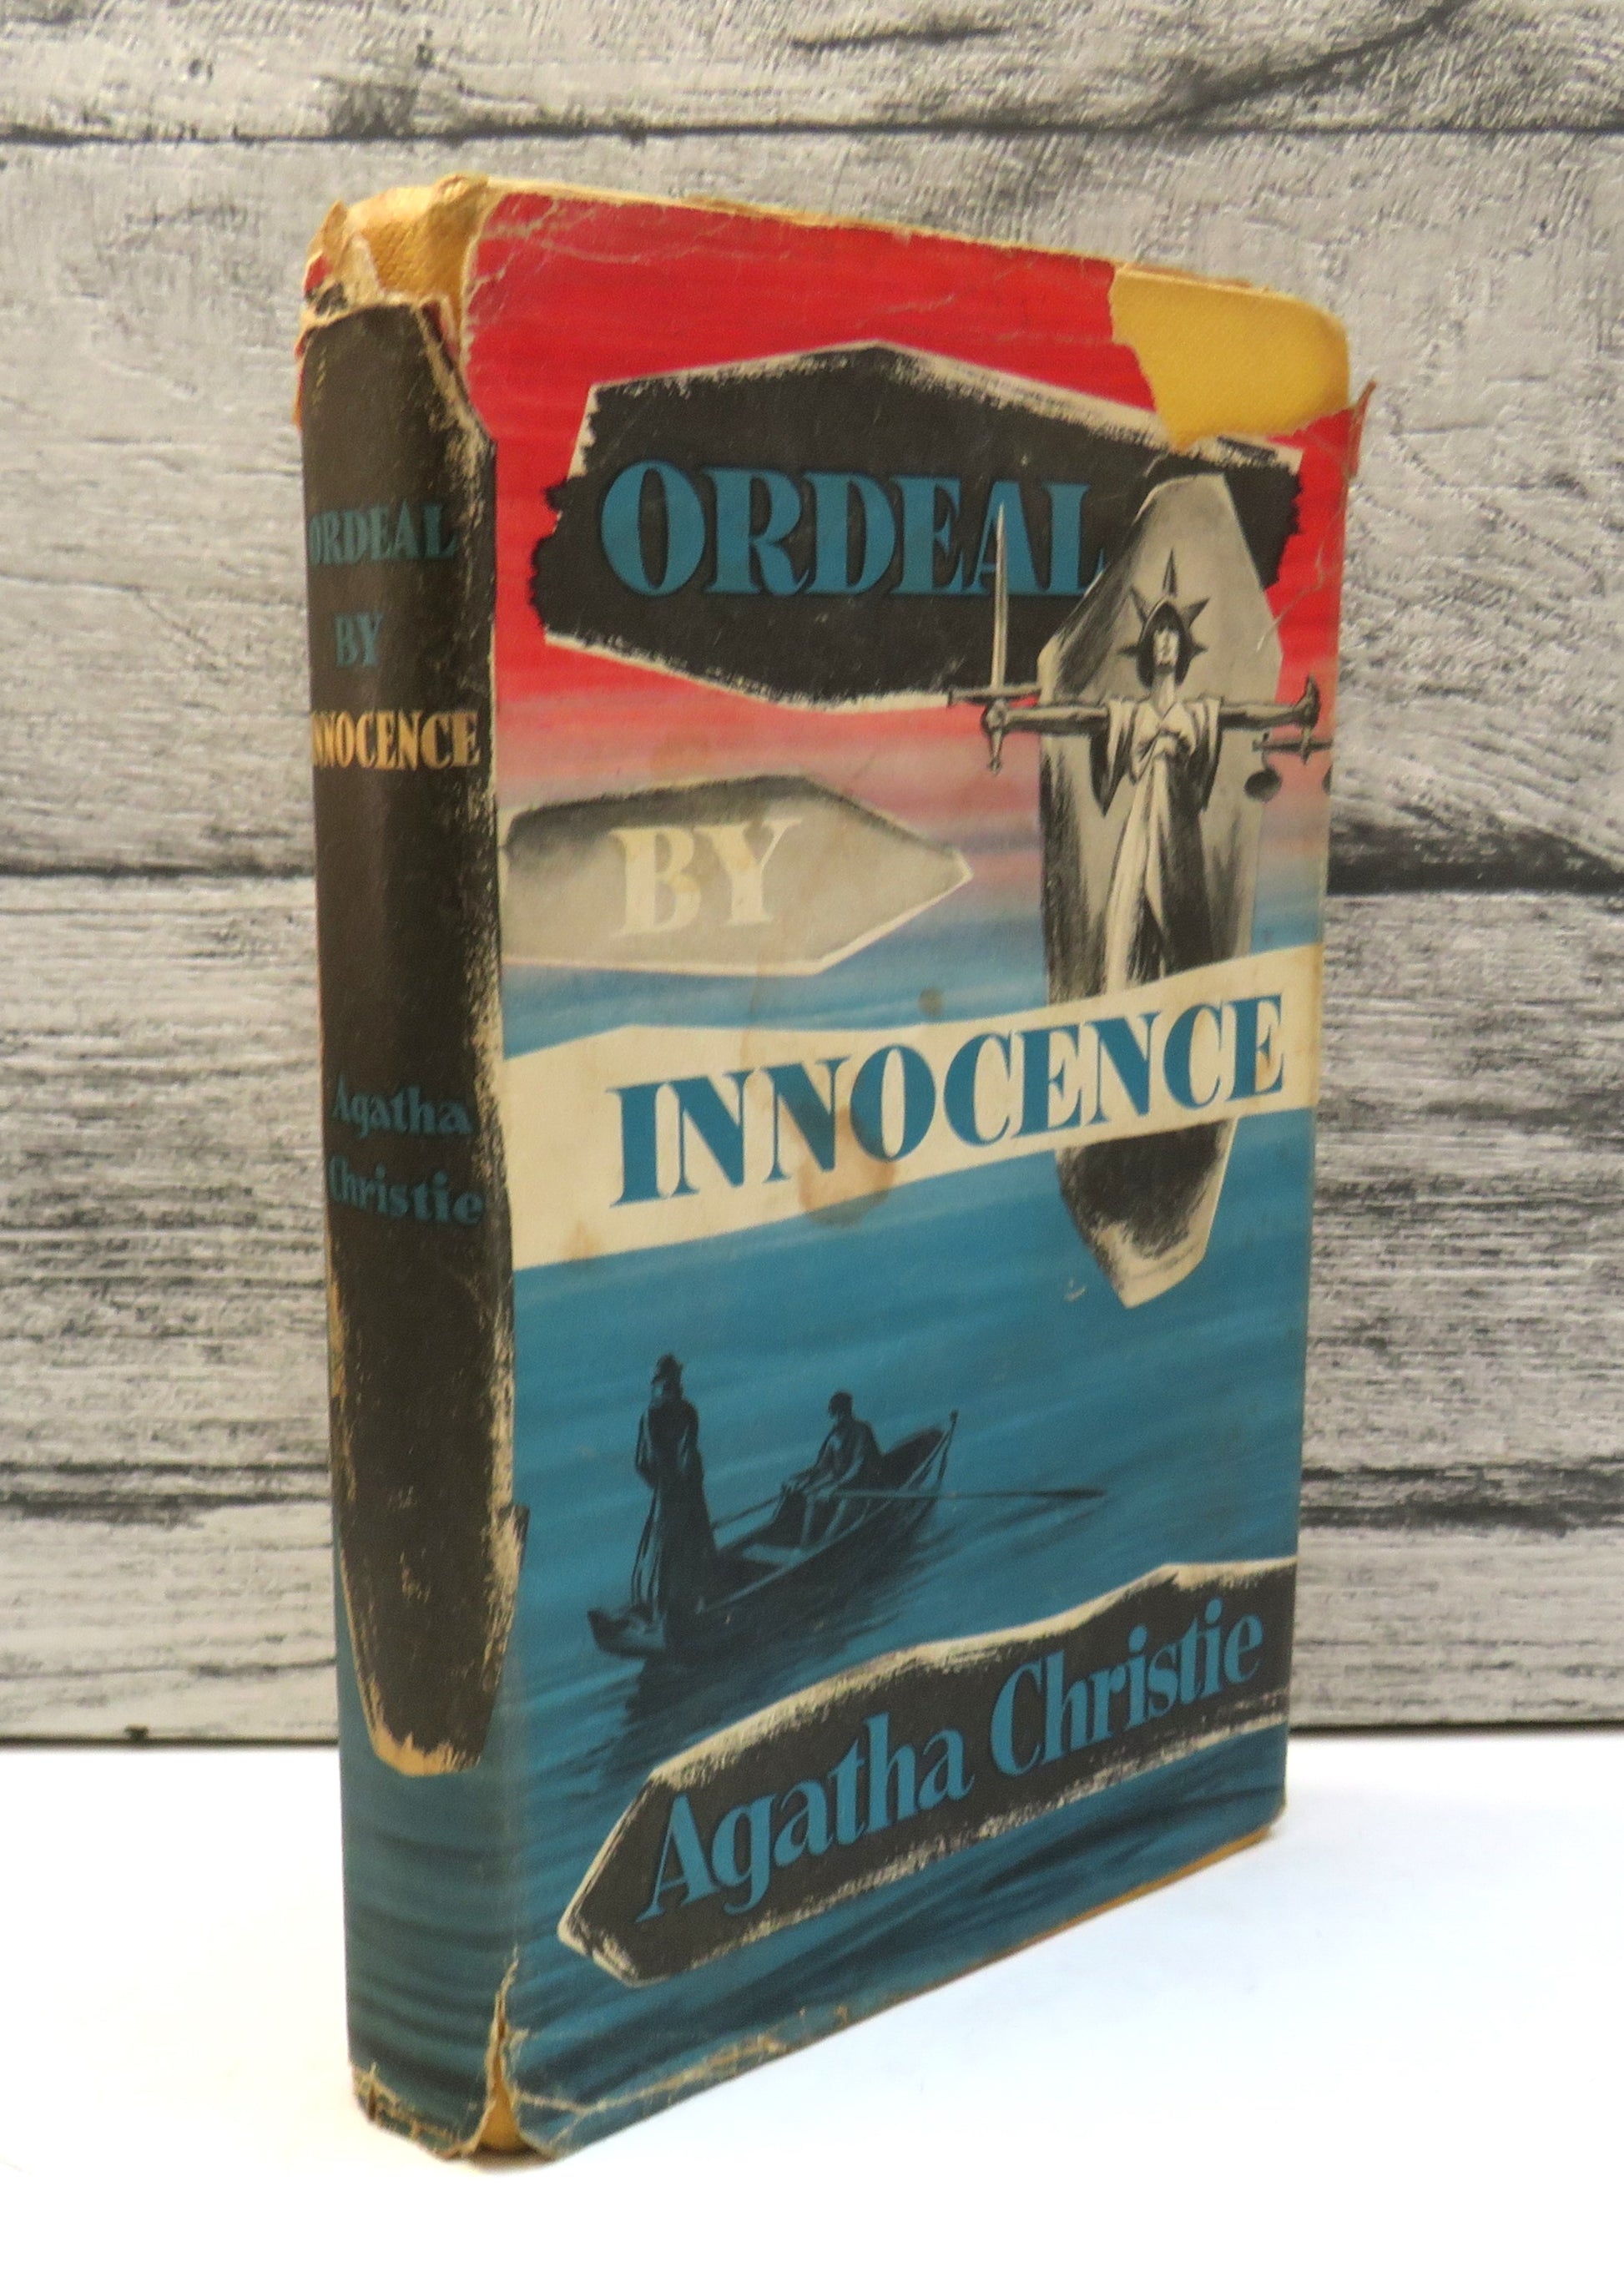 ORDEAL
BY
INNOCENCE
Agatha
Christie
ORDEAL
BY
INNOCENCE
Agatha Christie